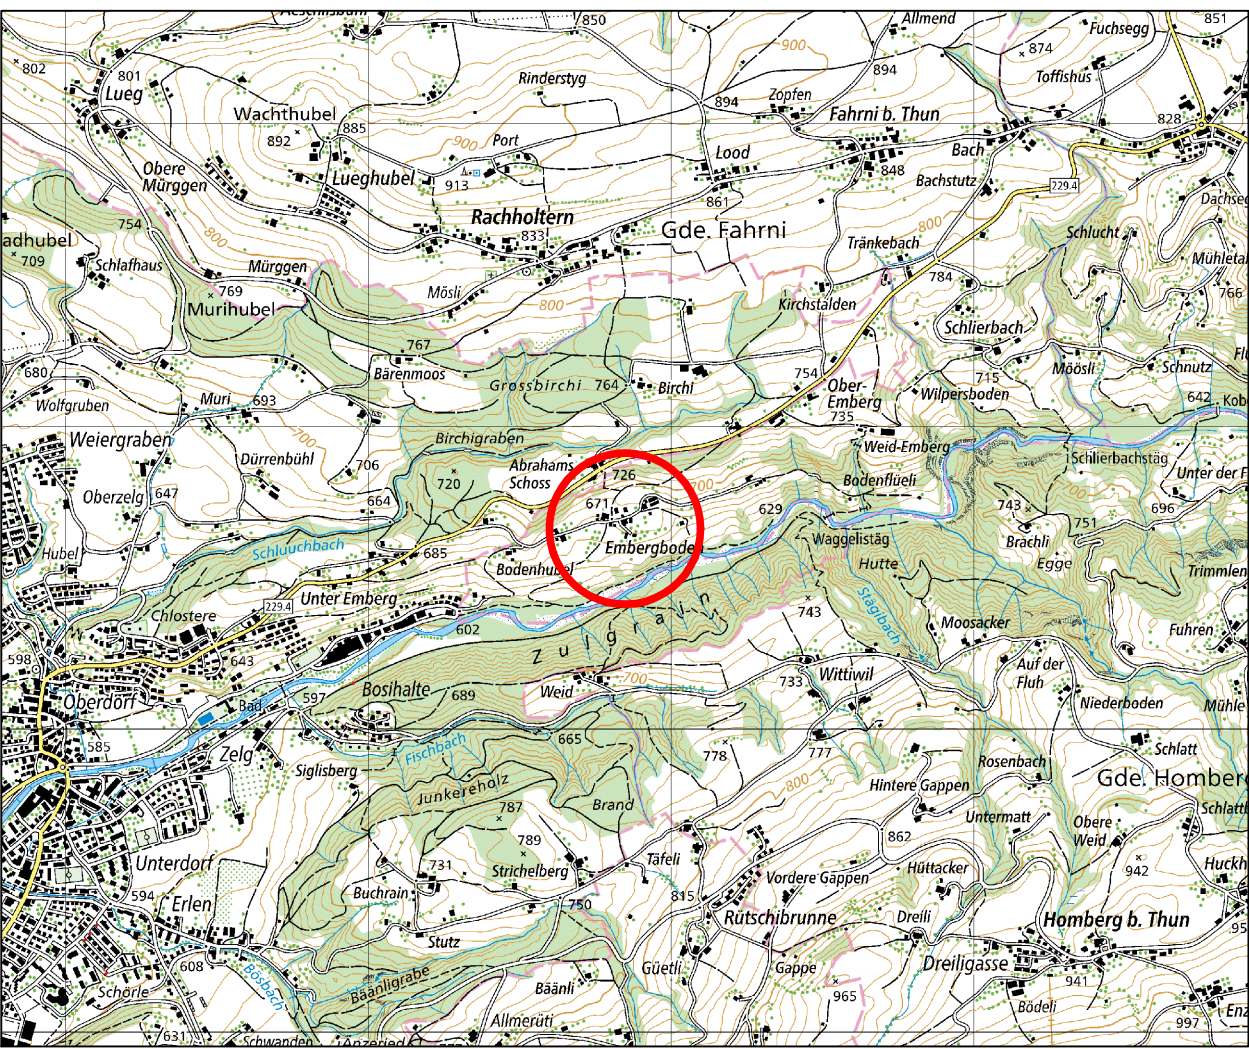 850
Allmend
851
874
Fuchsegg
802
801
Lueg
Rinderstyg
900
894
Toffishus
Wachthubel
885
892
894
Zopfen
Fahrni b. Thun
828
900
Port
Obere
Mürggen
Lueghubel
913
Lood
848
Bach
Bachstutz
229.4
861
754
800
Rachholtern
833
Gde. Fahrni
800
Schlucht
adhubel
709
Schlafhaus
Mürggen
Tränkebach
784
769
Murihubel
Mösli
800
Kirchstalden
766
Schlierbach
767
680
Bärenmoos
Grossbirchi
764
Birchi
754
Ober-
Emberg
735
715
Wilpersboden
Möösli
Schnutz
642
Wolfgruben
Muri
693
Weiergraben
700
Birchigraben
Weid-Emberg
Schlierbachstäg
Dürrenbühl
706
720
Abrahams
Schoss
726
700
Bodenflüeli
Oberzelg
647
664
671
629
743
700
751
696
Hubel
Schluuchbach
685
Embergboden
Waggelistäg
Brächli
Bodenhubel
Hutte
Egge
Chlostere
229.4
Unter Emberg
602
Zulgrain
743
Staglbach
Moosacker
Fuhren
598
643
Oberdorf
597
Bosihalte
689
Weid
700
733
Wittiwil
Auf der
Fluh
Niederboden
Bad
585
Zelg
Fischbach
665
778
777
Schlatt
Siglisberg
Junkereholz
787
800
Hintere Gappen
Rosenbach
Gde. Homberg
Brand
789
Untermatt
Obere
Weid
862
Unterdorf
731
Strichelberg
Täfeli
Hüttacker
942
Buchrain
Vordere Gappen
594
Erlen
750
815
Rütschibrunne
Dreili
Homberg b. Thun
Stutz
608
Bösbach
Bäänligrabe
Güetli
Gappe
Dreiligasse
Schörle
Bäänli
965
941
Bödeli
631
Allmerüti
997
Schwanden